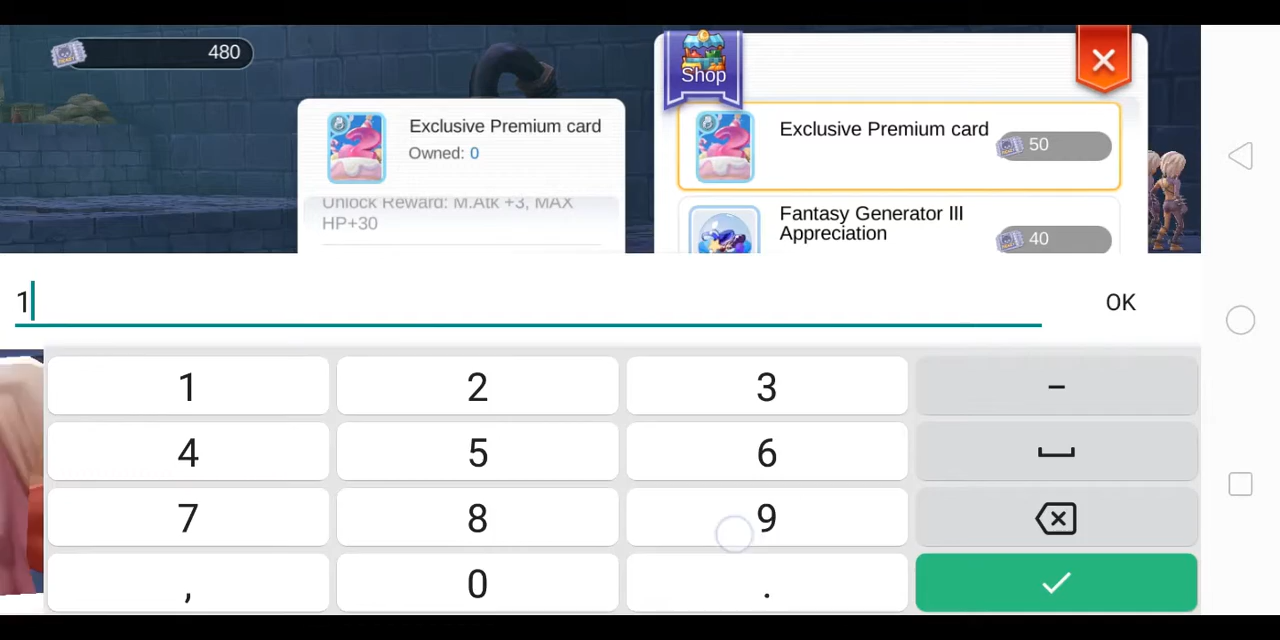 480
Shop
Exclusive Premium card
Owned: 0
Unlock Reward: M.Atk +3, MAX
HP+30
Exclusive Premium card
50
Fantasy Generator III
Appreciation
40
1
OK
1
2
3
-
4
5
6
7
8
9
,
0
.